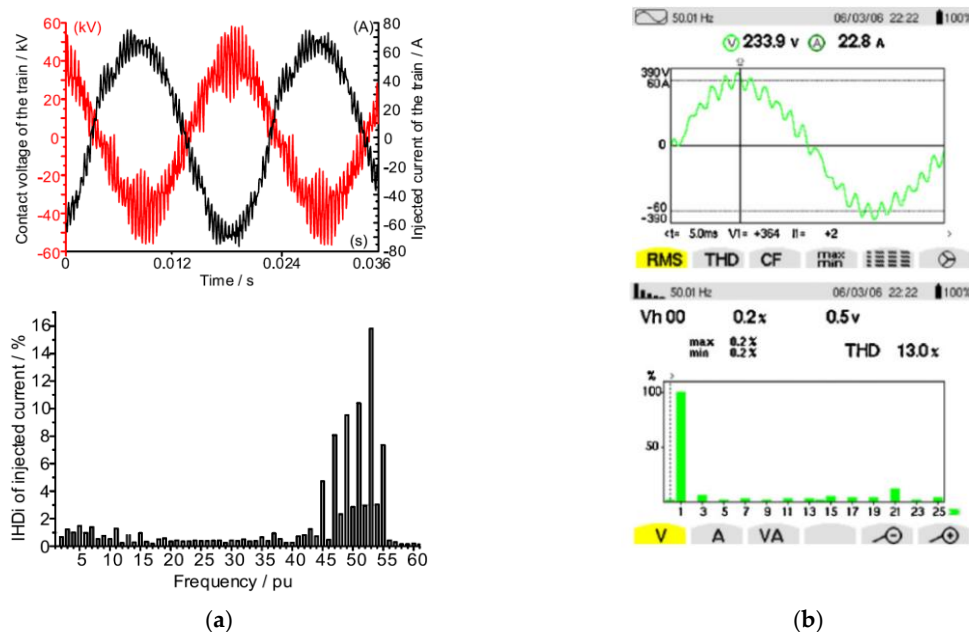 (kV)
(A)
Contact voltage of the train / kV
60
40
20
0
-20
-40
-60
80
60
40
20
0
-20
-40
-60
-80
Injected current of the train / A
(s)
0
0.012
0.024
0.036
Time / s
IHDi of injected current / %
16
14
12
10
8
6
4
2
0
5 10 15 20 25 30 35 40 45 50 55 60
Frequency / pu
(a)
50.01 Hz 06/03/06 22:22 100%
V 233.9 V A 22.8 A
390V
60A
0
-60
-390
<t= 5.0ms V1= +364 I1= +2 >
RMS THD CF max min
50.01 Hz 06/03/06 22:22 100%
Vh 00 0.2% 0.5v
max 0.2%
min 0.2%
THD 13.0%
% >
100
50
1 3 5 7 9 11 13 15 17 19 21 23 25
V A VA
(b)